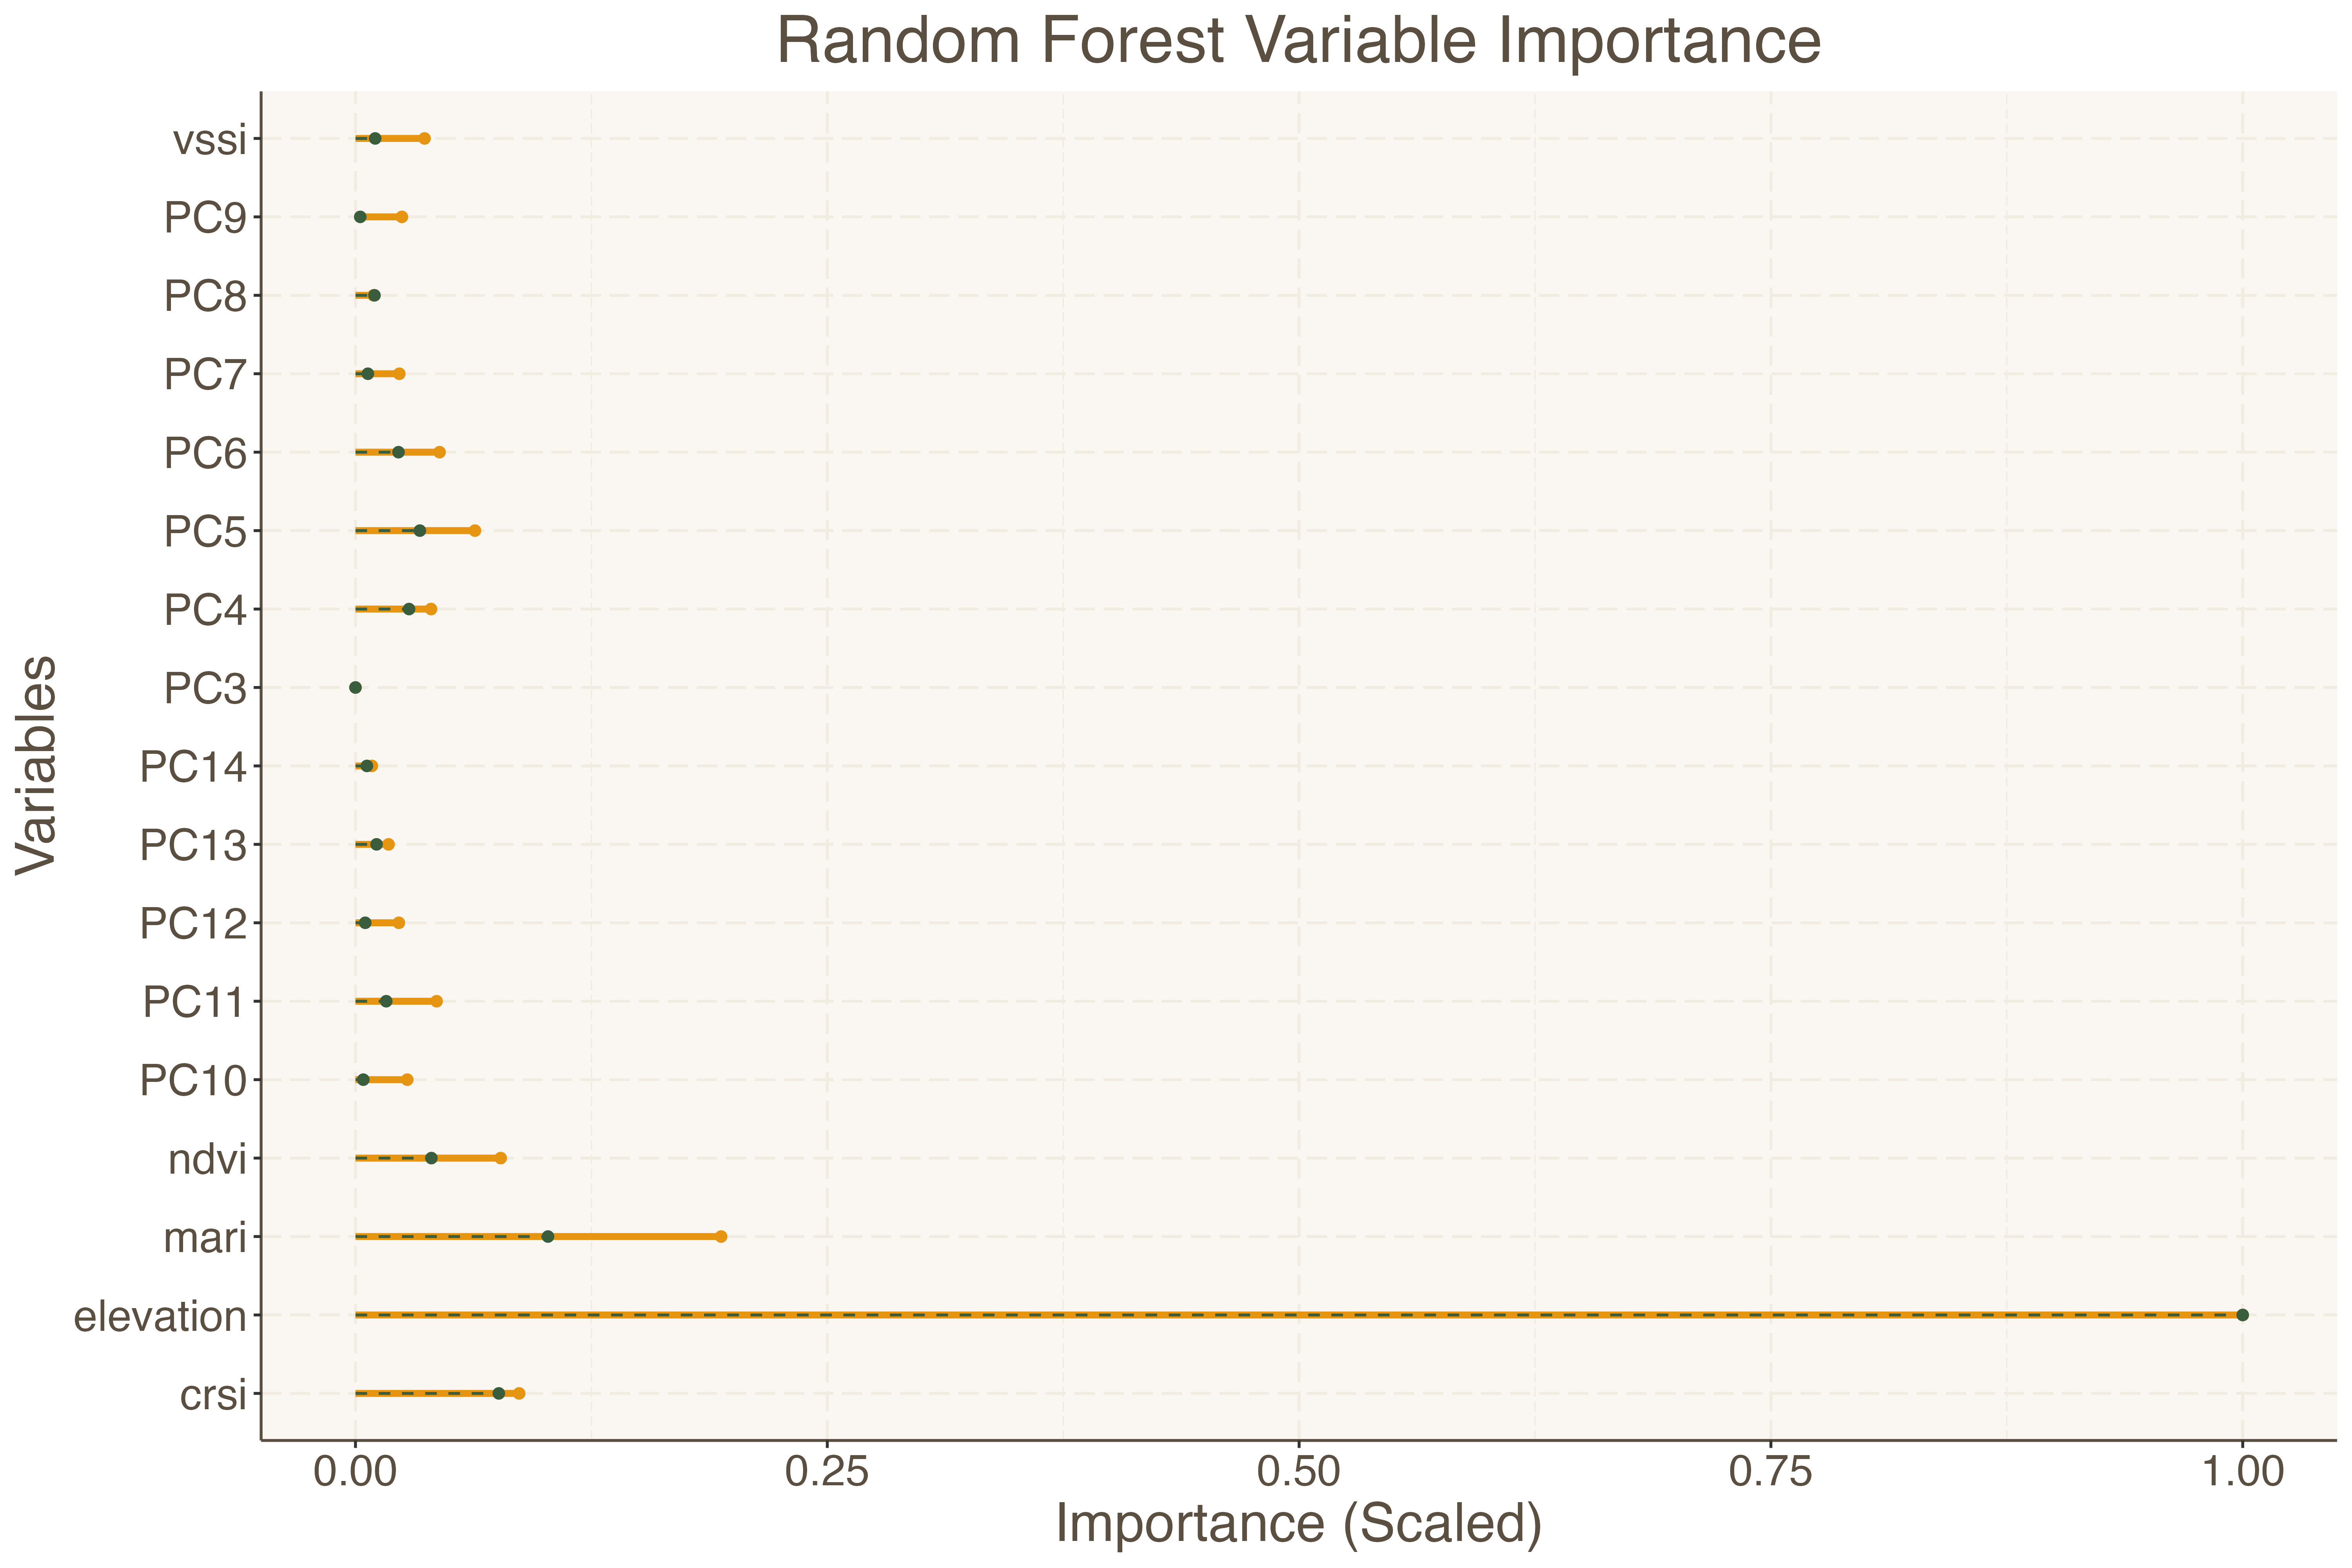 Random Forest Variable Importance
Variables
vssi
PC9
PC8
PC7
PC6
PC5
PC4
PC3
PC14
PC13
PC12
PC11
PC10
ndvi
mari
elevation
crsi
0.00 0.25 0.50 0.75 1.00
Importance (Scaled)